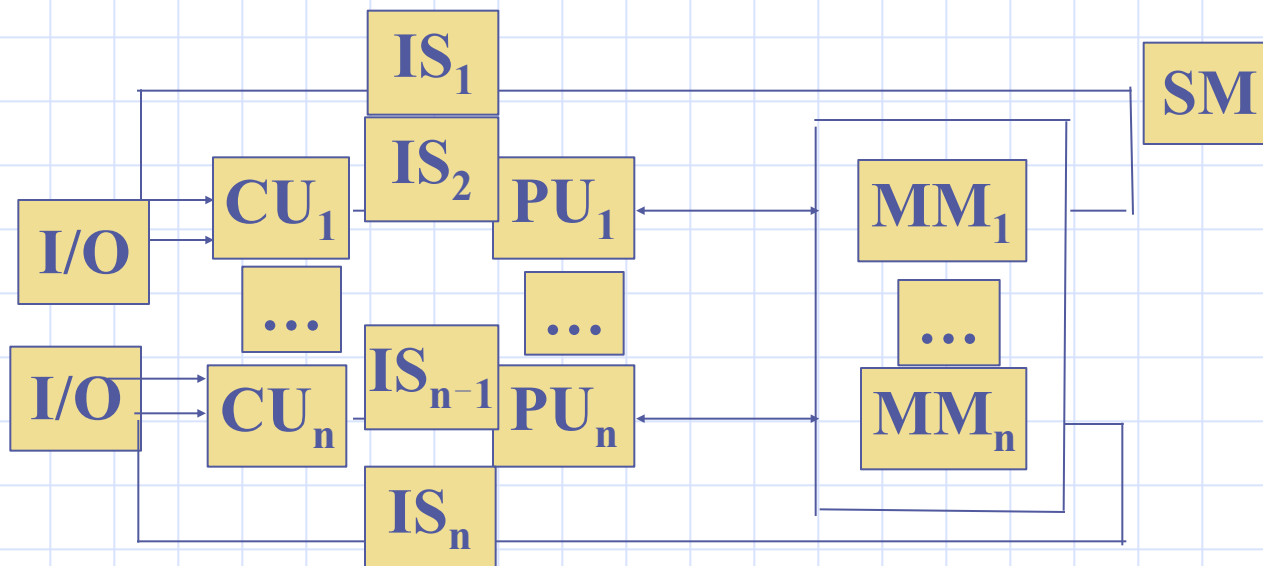 IS₁
SM
IS₂
CU₁
PU₁
MM₁
I/O
...
...
...
I/O
ISₙ₋₁
CUₙ
PUₙ
MMₙ
ISₙ